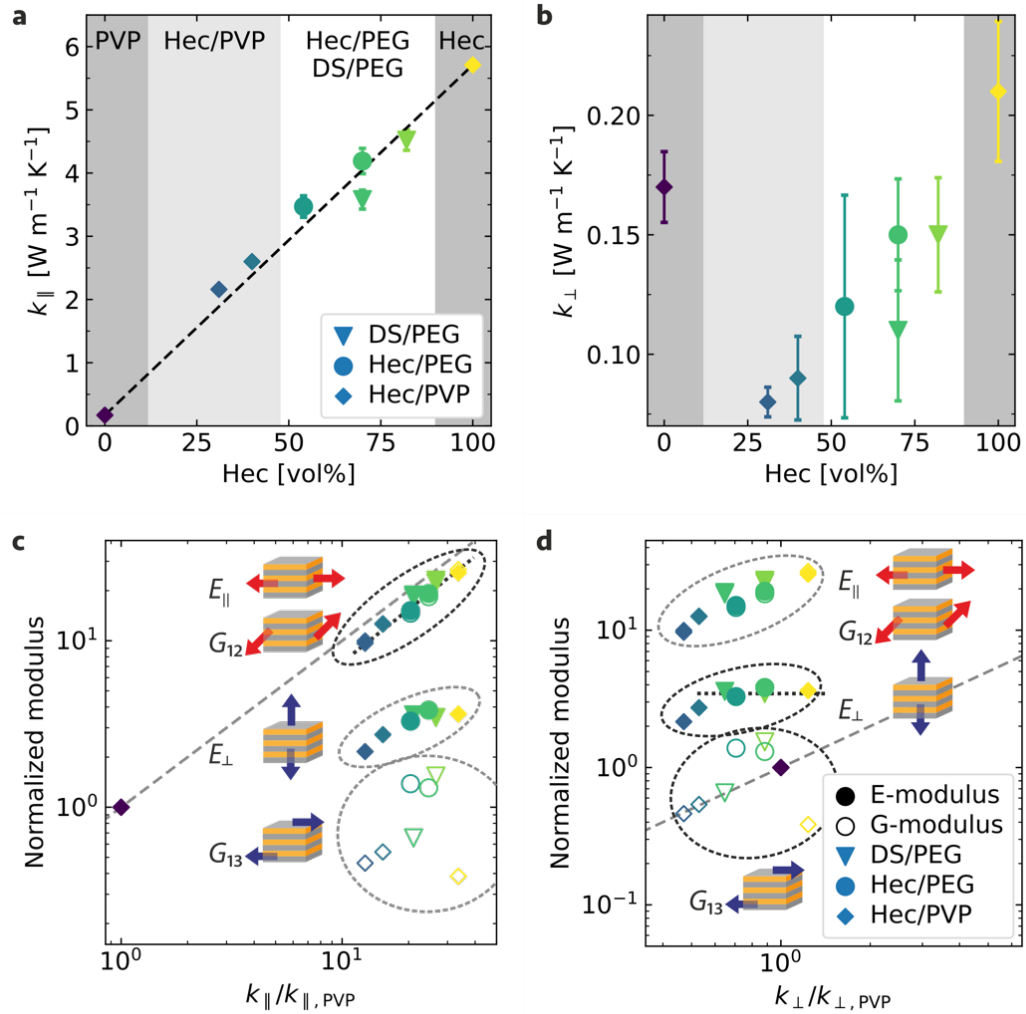 a
PVP
Hec/PVP
Hec/PEG
DS/PEG
Hec
6
5
4
3
2
1
0
k∥ [W m⁻¹ K⁻¹]
DS/PEG
Hec/PEG
Hec/PVP
0 25 50 75 100
Hec [vol%]
b
0.20
0.15
0.10
k⊥ [W m⁻¹ K⁻¹]
0 25 50 75 100
Hec [vol%]
c
E∥
G₁₂
E⊥
G₁₃
10¹
10⁰
Normalized modulus
10⁰ 10¹
k∥/k∥, PVP
d
E∥
G₁₂
E⊥
G₁₃
10¹
10⁰
10⁻¹
Normalized modulus
E-modulus
G-modulus
DS/PEG
Hec/PEG
Hec/PVP
10⁰
k⊥/k⊥, PVP